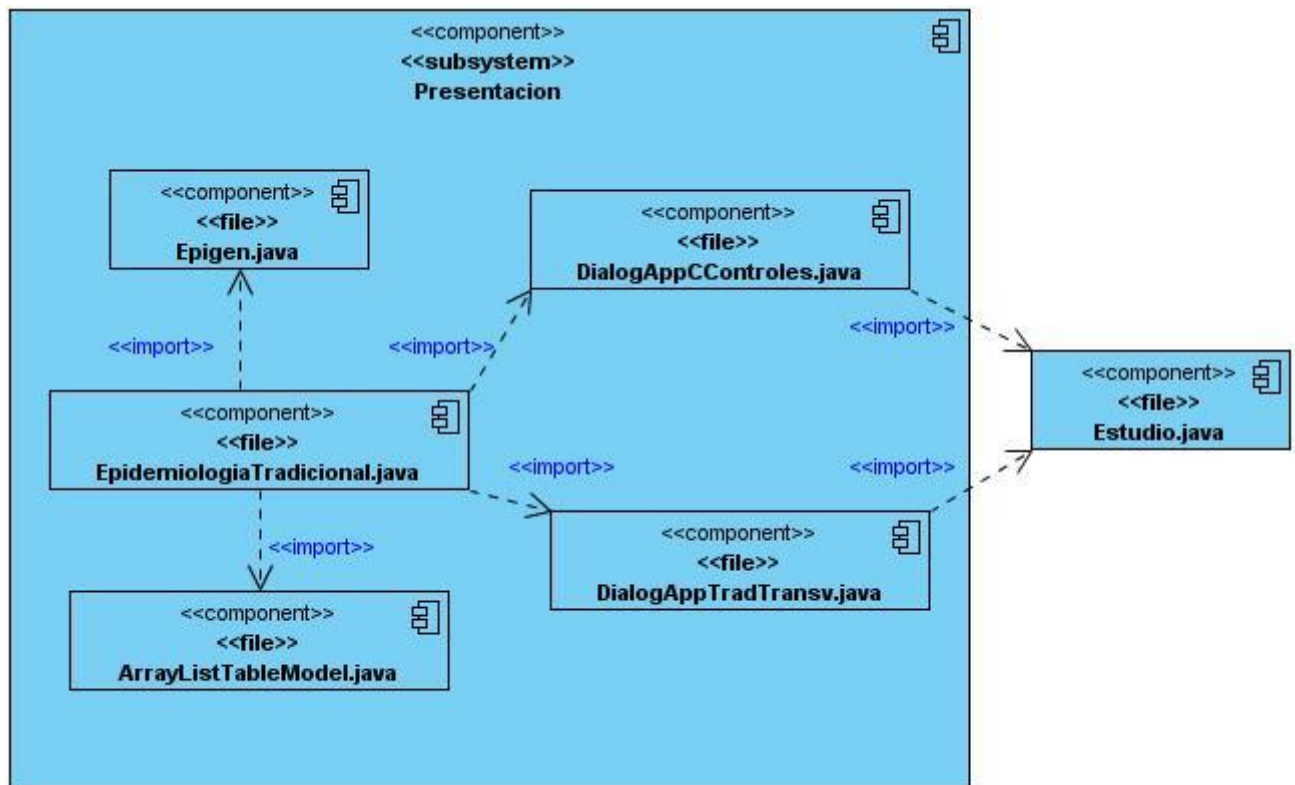 <<component>>
<<subsystem>>
Presentacion
<<component>>
<<file>>
Epigen.java
<<component>>
<<file>>
DialogAppCControles.java
<<import>>
<<import>>
<<import>>
<<component>>
<<file>>
Estudio.java
<<component>>
<<file>>
EpidemiologiaTradicional.java
<<import>>
<<import>>
<<import>>
<<component>>
<<file>>
DialogAppTradTransv.java
<<component>>
<<file>>
ArrayListTableModel.java